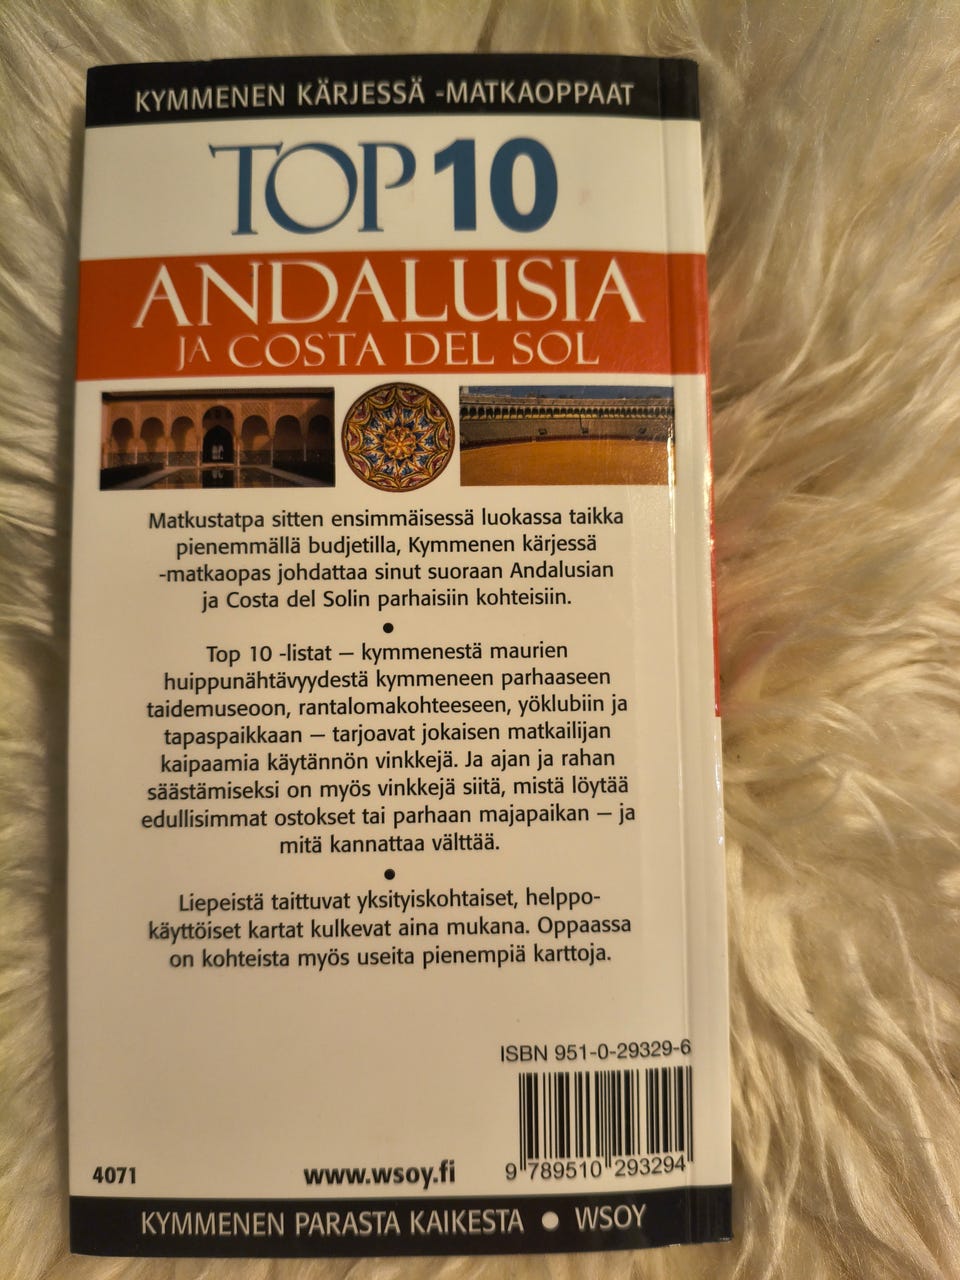 KYMMENEN KÄRJESSÄ -MATKAOPPAAT
TOP 10
ANDALUSIA
JA COSTA DEL SOL
Matkustatpa sitten ensimmäisessä luokassa taikka
pienemmällä budjetilla, Kymmenen kärjessä
-matkaopas johdattaa sinut suoraan Andalusian
ja Costa del Solin parhaisiin kohteisiin.
●
Top 10 -listat – kymmenestä maurien
huippunähtävyydestä kymmeneen parhaaseen
taidemuseoon, rantalomakohteeseen, yöklubiin ja
tapaspaikkaan – tarjoavat jokaisen matkailijan
kaipaamia käytännön vinkkejä. Ja ajan ja rahan
säästämiseksi on myös vinkkejä siitä, mistä löytää
edullisimmat ostokset tai parhaan majapaikan – ja
mitä kannattaa välttää.
●
Liepeistä taittuvat yksityiskohtaiset, helppo-
käyttöiset kartat kulkevat aina mukana. Oppaassa
on kohteista myös useita pienempiä karttoja.
ISBN 951-0-29329-6
9 789510 293294
4071
www.wsoy.fi
KYMMENEN PARASTA KAIKESTA ● WSOY